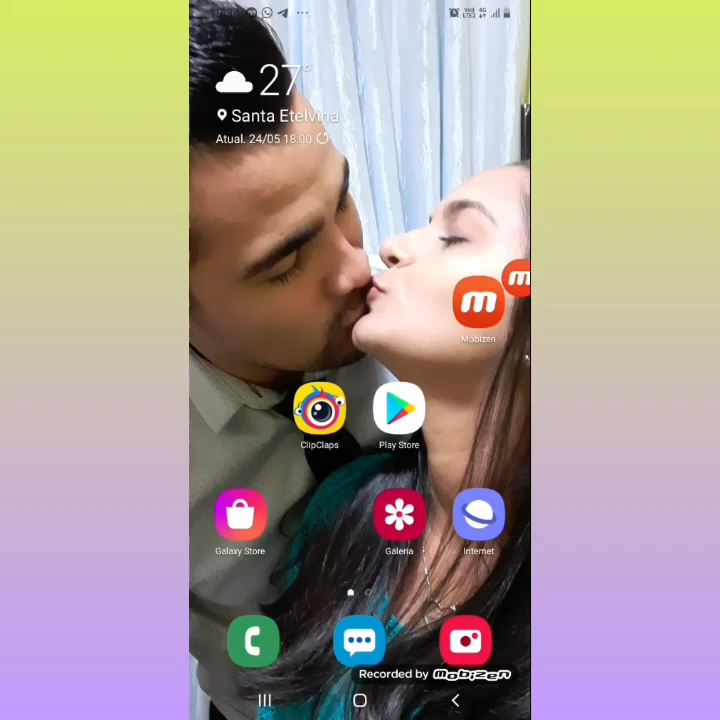 27°
Santa Etelvina
Atual. 24/05 18:00
m
m
Mobizen
ClipClaps
Play Store
Galaxy Store
Galeria
Internet
Recorded by Mobizen